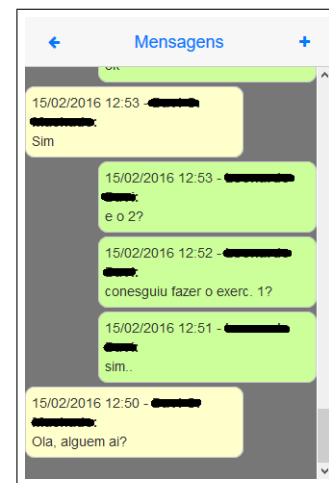 Mensagens +
15/02/2016 12:53 -
Sim
15/02/2016 12:53 -
e o 2?
15/02/2016 12:52 -
conesguiu fazer o exerc. 1?
15/02/2016 12:51 -
sim..
15/02/2016 12:50 -
Ola, alguem ai?